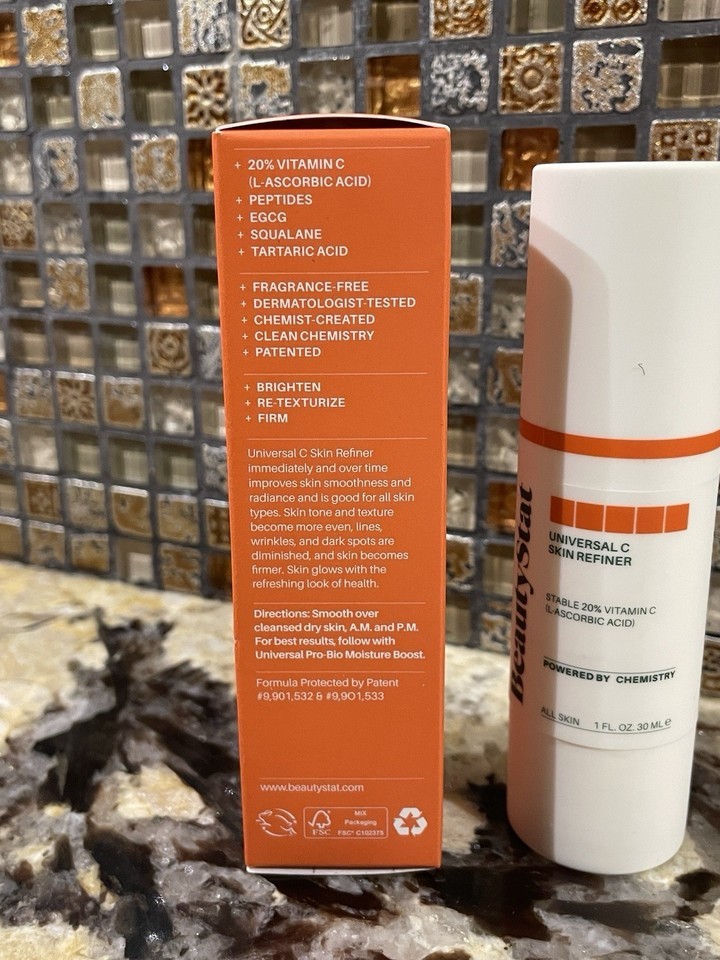 + 20% VITAMIN C
(L-ASCORBIC ACID)
+ PEPTIDES
+ EGCG
+ SQUALANE
+ TARTARIC ACID
+ FRAGRANCE-FREE
+ DERMATOLOGIST-TESTED
+ CHEMIST-CREATED
+ CLEAN CHEMISTRY
+ PATENTED
+ BRIGHTEN
+ RE-TEXTURIZE
+ FIRM
Universal C Skin Refiner
immediately and over time
improves skin smoothness and
radiance and is good for all skin
types. Skin tone and texture
become more even, lines,
wrinkles, and dark spots are
diminished, and skin becomes
firmer. Skin glows with the
refreshing look of health.
Directions: Smooth over
cleansed dry skin, A.M. and P.M.
For best results, follow with
Universal Pro-Bio Moisture Boost.
Formula Protected by Patent
#9,901,532 & #9,901,533
www.beautystat.com
FSC
MIX
Packaging
FSC® C102375
BeautyStat
UNIVERSAL C
SKIN REFINER
STABLE 20% VITAMIN C
(L-ASCORBIC ACID)
POWERED BY CHEMISTRY
ALL SKIN 1 FL. OZ. 30 ML e